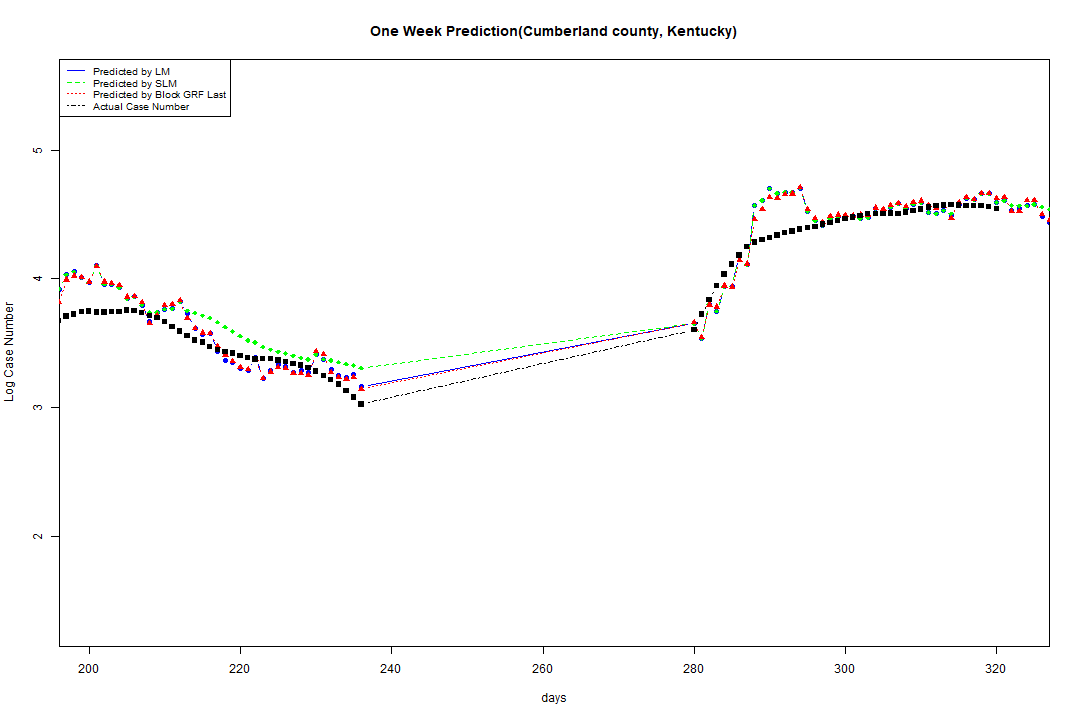 One Week Prediction(Cumberland county, Kentucky)
Predicted by LM
Predicted by SLM
Predicted by Block GRF Last
Actual Case Number
5
4
3
2
Log Case Number
200 220 240 260 280 300 320
days